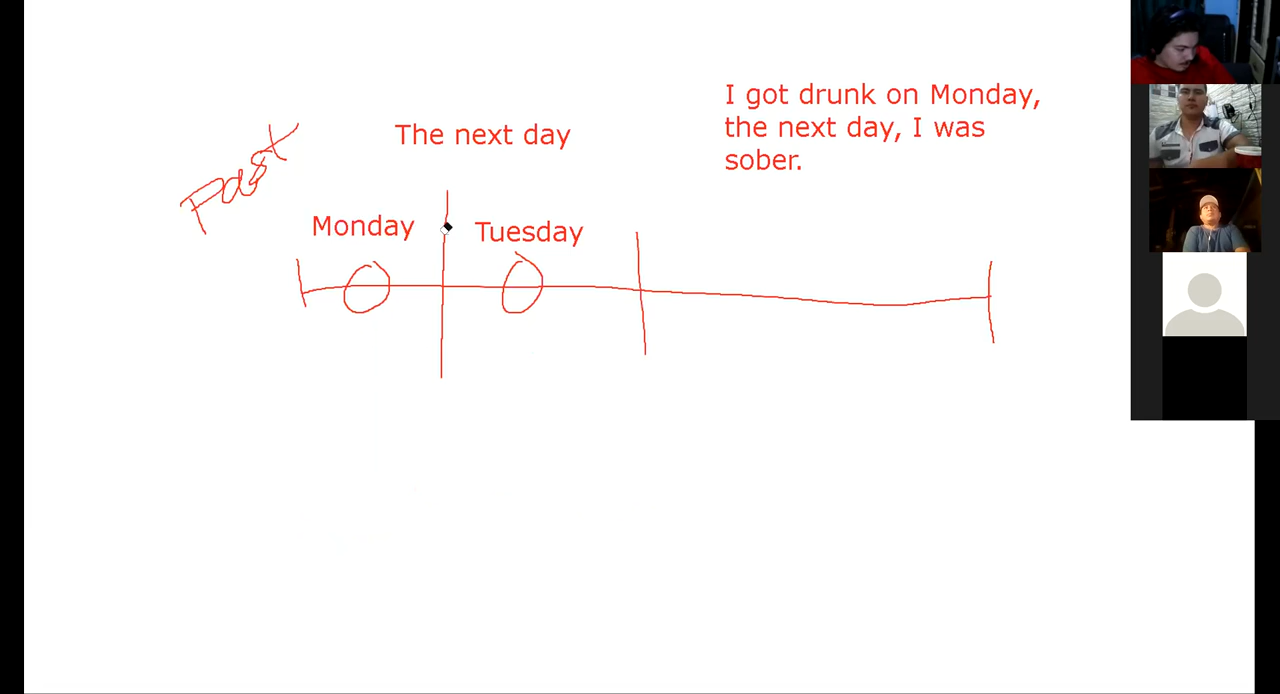 I got drunk on Monday,
the next day, I was
sober.
The next day
Past
Monday
Tuesday